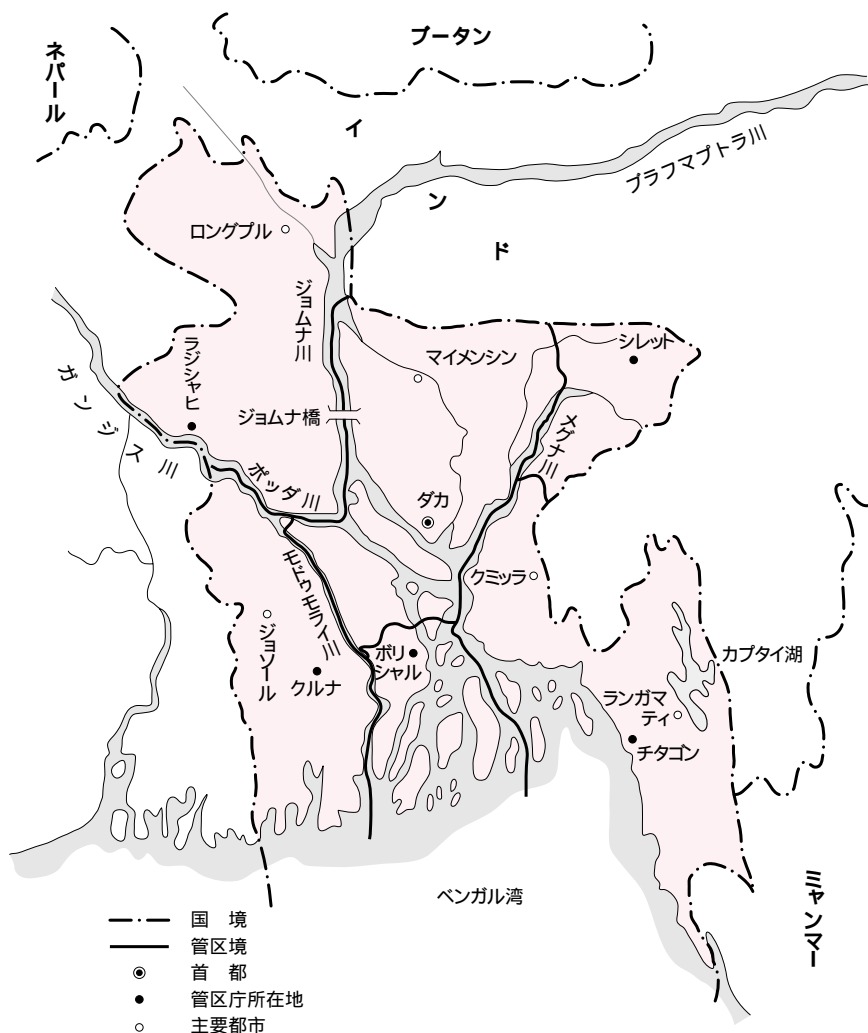 ネパール
ブータン
インド
ブラフマプトラ川
ロングプル
ジョムナ川
マイメンシン
シレット
ラジシャヒ
ガンジス川
ジョムナ橋
メグナ川
ポッダ川
ダカ
クミッラ
モドゥモライ川
ジョソール
ボリ
シャル
クルナ
カプタイ湖
ランガマ
ティ
チタゴン
ミャンマー
ベンガル湾
国 境
管区境
首 都
管区庁所在地
主要都市